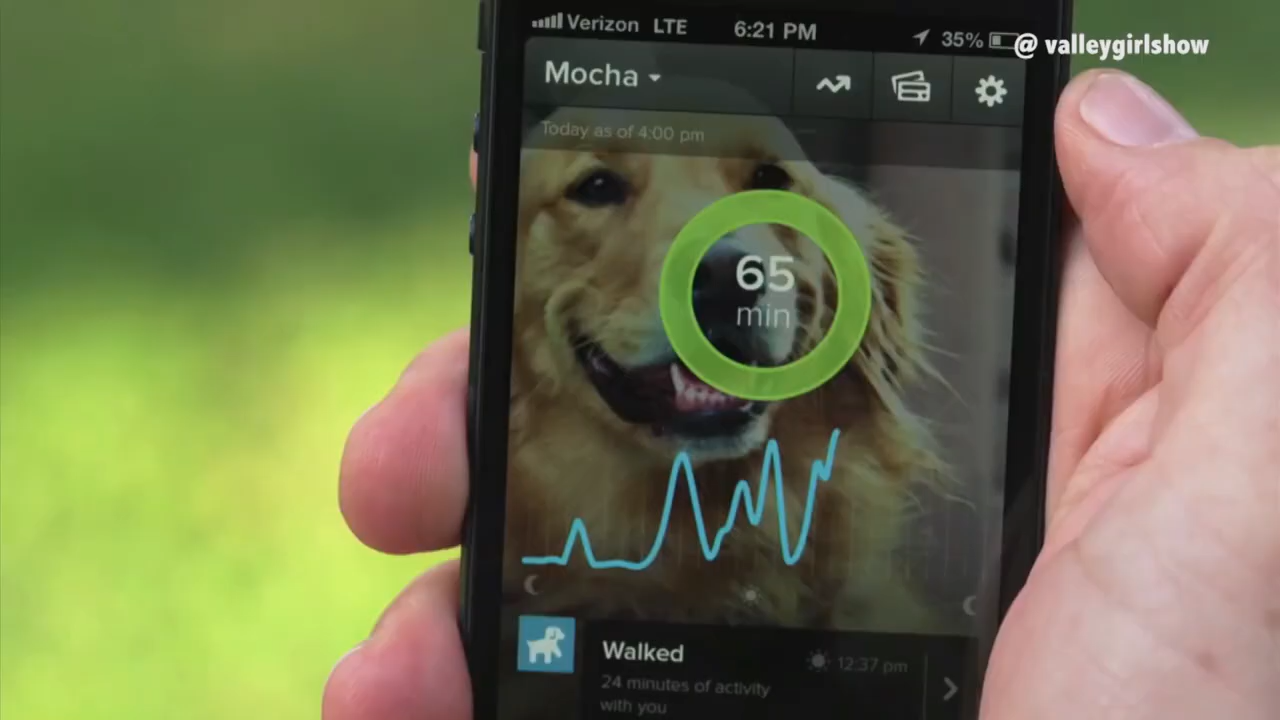 Verizon LTE 6:21 PM 35%
@ valleygirlshow
Mocha
Today as of 4:00 pm
65
min
Walked
12:37 pm
24 minutes of activity
with you